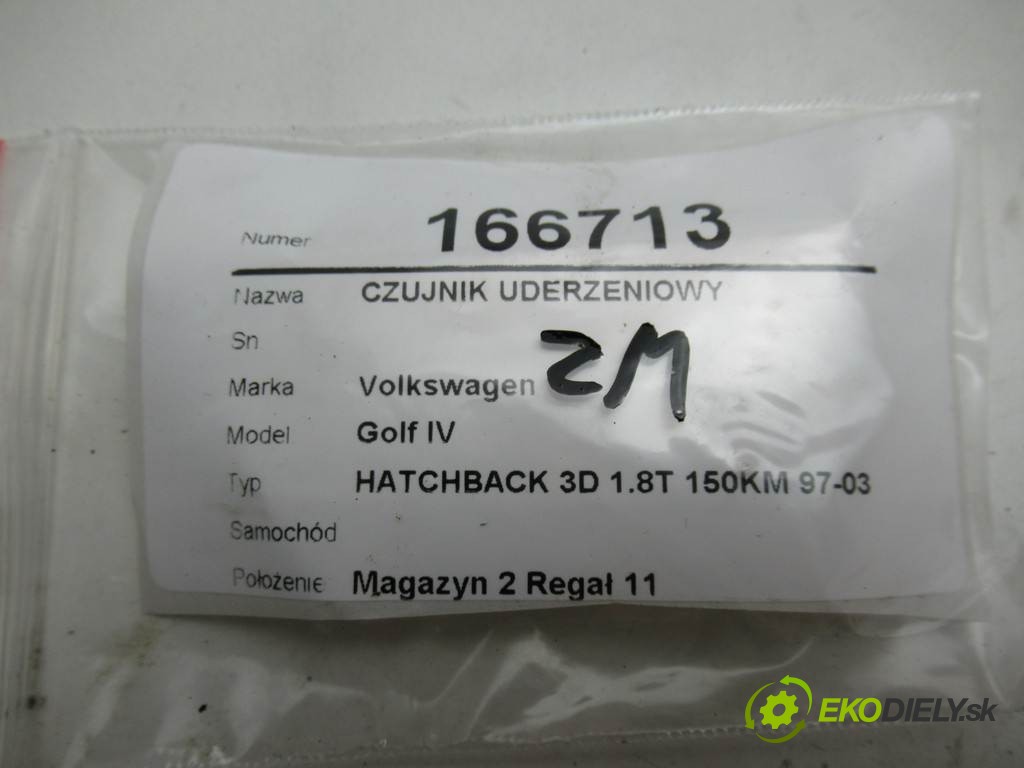 Numer 166713
Nazwa CZUJNIK UDERZENIOWY
Sn
ZM
Marka Volkswagen
Model Golf IV
Typ HATCHBACK 3D 1.8T 150KM 97-03
Samochód
Położenie Magazyn 2 Regał 11
EKODIELY.sk